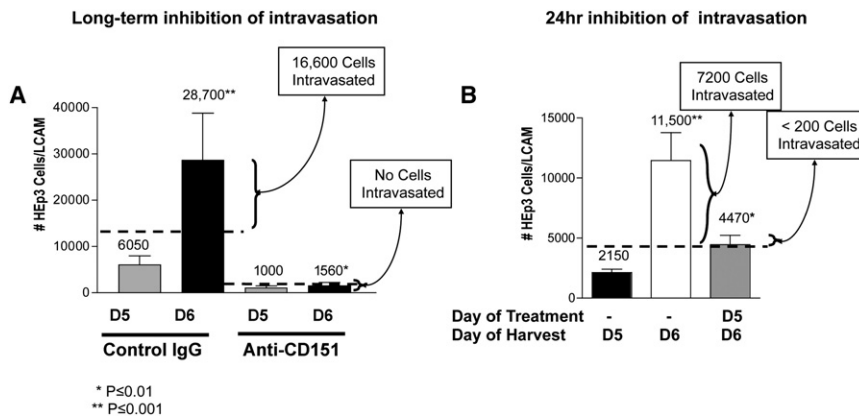 Long-term inhibition of intravasation
24hr inhibition of intravasation
A
16,600 Cells
Intravasated
28,700**
No Cells
Intravasated
# HEp3 Cells/LCAM
40000
30000
20000
10000
0
6050
1000
1560*
D5
D6
D5
D6
Control IgG
Anti-CD151
* P≤0.01
** P≤0.001
B
7200 Cells
Intravasated
< 200 Cells
Intravasated
11,500**
# HEp3 Cells/LCAM
15000
10000
5000
0
2150
4470*
Day of Treatment - - D5
Day of Harvest D5 D6 D6